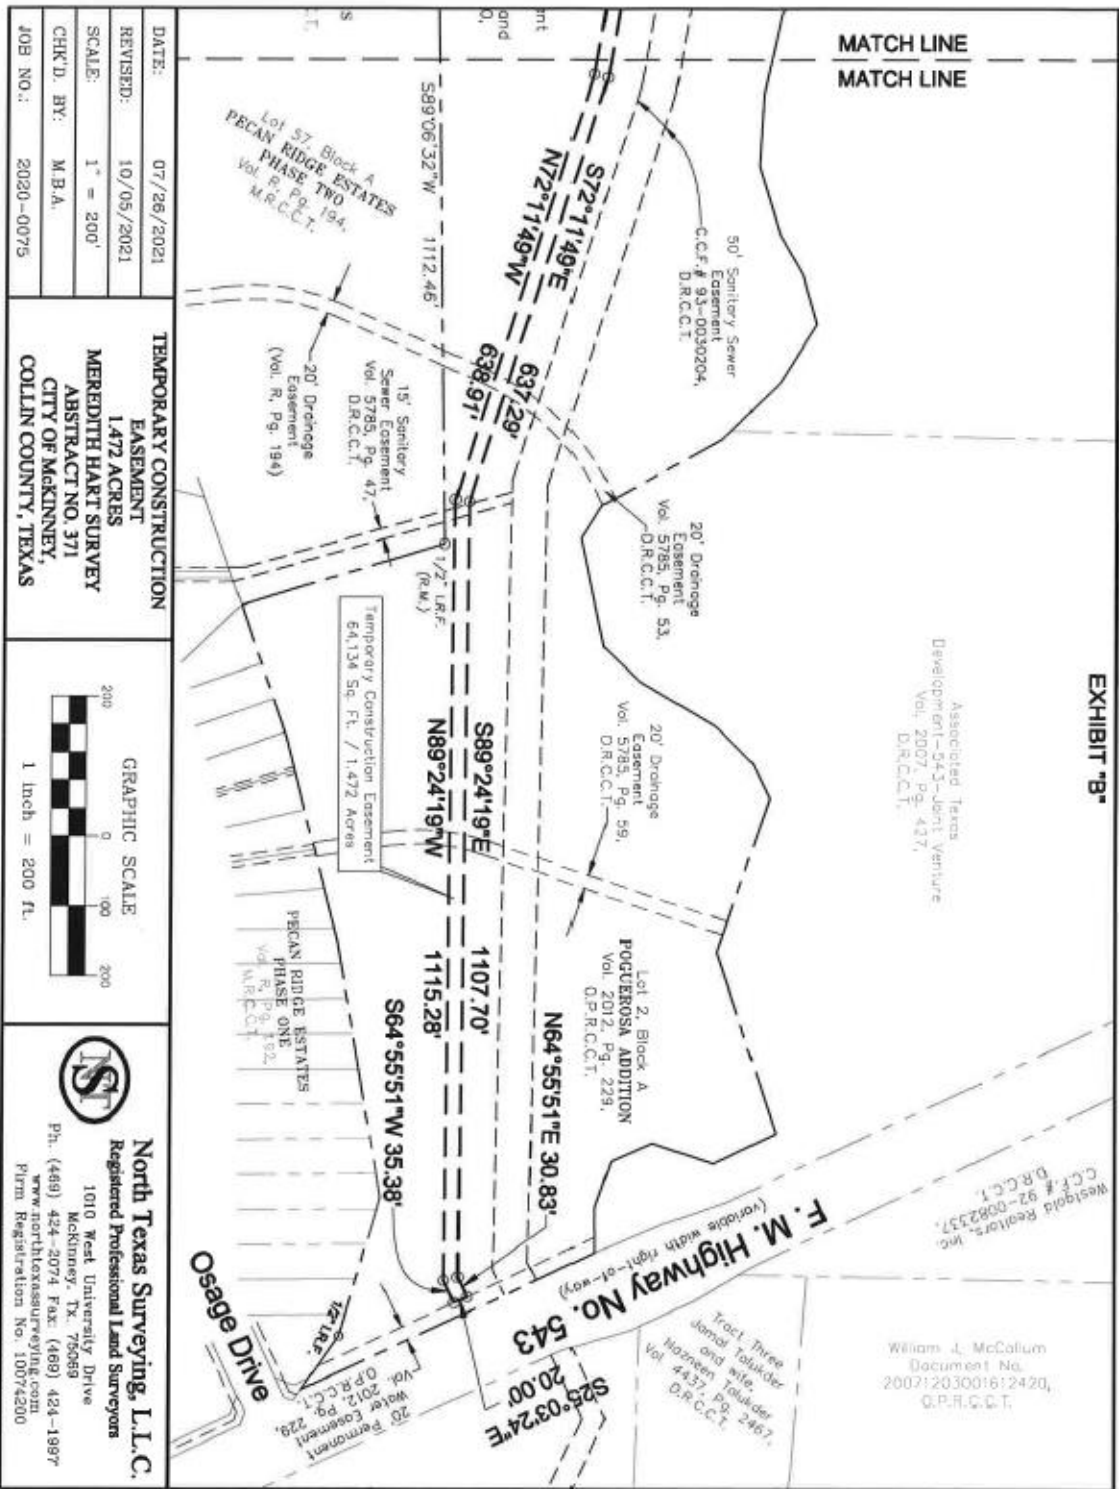 EXHIBIT "B"
MATCH LINE
MATCH LINE
Associated Texas
Development-543-Joint Venture
Vol. 2007, Pg. 427,
D.R.C.C.T.
50' Sanitary Sewer
Easement
C.C.F.# 93-0030204,
D.R.C.C.T.
S72°11'49"E
637.29'
N72°11'49"W
638.91'
S89°06'32"W 1112.46'
Lot 57, Block A
PECAN RIDGE ESTATES
PHASE TWO
Vol. R, Pg. 194,
M.R.C.C.T.
20' Drainage
Easement
(Vol. R, Pg. 194)
15' Sanitary
Sewer Easement
Vol. 5785, Pg. 47,
D.R.C.C.T.
1/2" I.R.F.
(R.M.)
20' Drainage
Easement
Vol. 5785, Pg. 53,
D.R.C.C.T.
20' Drainage
Easement
Vol. 5785, Pg. 59,
D.R.C.C.T.
Temporary Construction Easement
64,134 Sq. Ft. / 1.472 Acres
S89°24'19"E
1107.70'
N89°24'19"W
1115.28'
Lot 2, Block A
POGUEROSA ADDITION
Vol. 2012, Pg. 229,
O.P.R.C.C.T.
N64°55'51"E 30.83'
S64°55'51"W 35.38'
S25°03'24"E
20.00'
PECAN RIDGE ESTATES
PHASE ONE
Vol. R, Pg. 192,
M.R.C.C.T.
F. M. Highway No. 543
(variable width right-of-way)
Westgold Realtors, Inc.
C.C.F.# 92-0082337,
D.R.C.C.T.
William J. McCallum
Document No.
20071203001612420,
O.P.R.C.C.T.
Tract Three
Jamal Talukder
and wife,
Nazneen Talukder
Vol. 4437, Pg. 2467,
D.R.C.C.T.
20' Permanent
Water Easement
Vol. 2012, Pg. 229,
O.P.R.C.C.T.
1/2" I.R.F.
Osage Drive
DATE: 07/26/2021
REVISED: 10/05/2021
SCALE: 1" = 200'
CHK'D. BY: M.B.A.
JOB NO.: 2020-0075
TEMPORARY CONSTRUCTION
EASEMENT
1.472 ACRES
MEREDITH HART SURVEY
ABSTRACT NO. 371
CITY OF McKINNEY,
COLLIN COUNTY, TEXAS
GRAPHIC SCALE
200 0 100 200
1 inch = 200 ft.
NST
North Texas Surveying, L.L.C.
Registered Professional Land Surveyors
1010 West University Drive
McKinney, Tx. 75069
Ph. (469) 424-2074 Fax: (469) 424-1997
www.northtexassurveying.com
Firm Registration No. 10074200